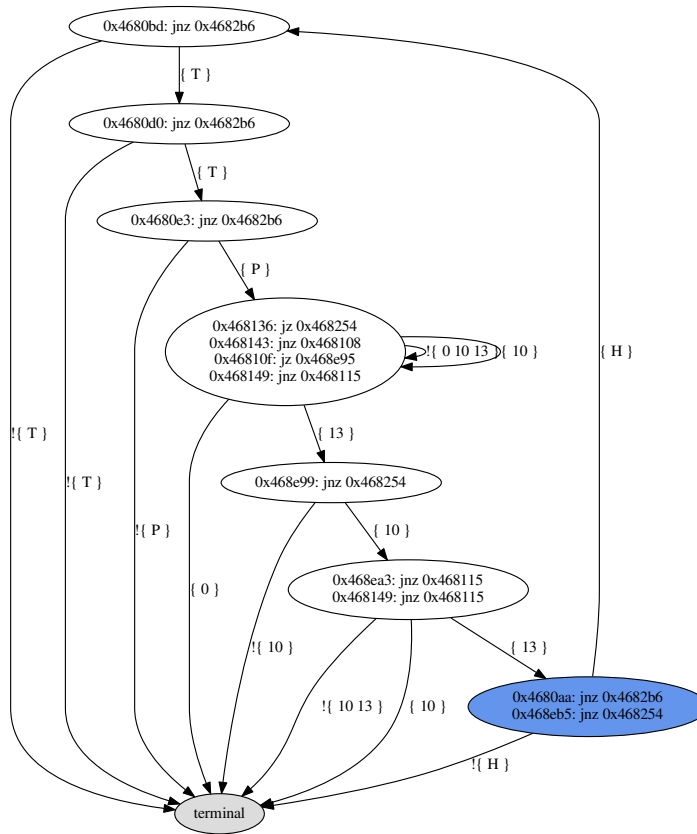 0x4680bd: jnz 0x4682b6
{ T }
0x4680d0: jnz 0x4682b6
{ T }
0x4680e3: jnz 0x4682b6
{ P }
0x468136: jz 0x468254
0x468143: jnz 0x468108
0x46810f: jz 0x468e95
0x468149: jnz 0x468115
!{ 0 10 13 }
{ 10 }
{ H }
!{ T }
!{ T }
{ 13 }
0x468e99: jnz 0x468254
!{ P }
{ 0 }
{ 10 }
0x468ea3: jnz 0x468115
0x468149: jnz 0x468115
!{ 10 }
{ 13 }
!{ 10 13 }
{ 10 }
0x4680aa: jnz 0x4682b6
0x468eb5: jnz 0x468254
!{ H }
terminal